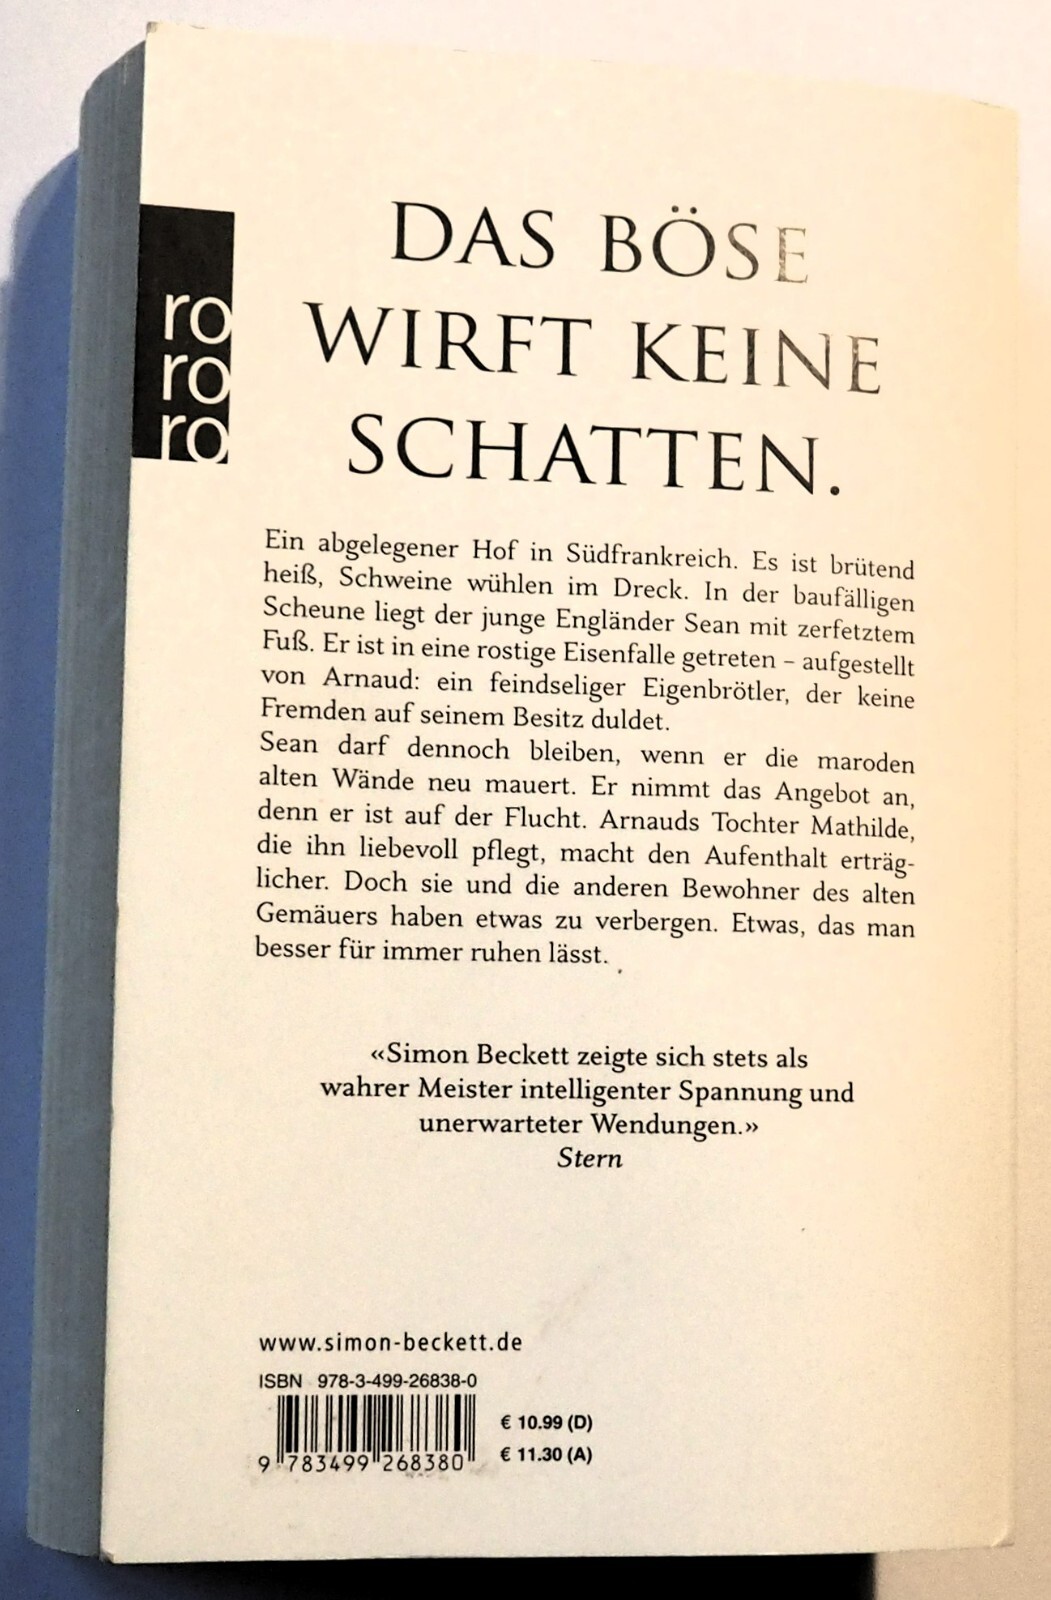 ro
ro
ro
DAS BÖSE
WIRFT KEINE
SCHATTEN.
Ein abgelegener Hof in Südfrankreich. Es ist brütend
heiß, Schweine wühlen im Dreck. In der baufälligen
Scheune liegt der junge Engländer Sean mit zerfetztem
Fuß. Er ist in eine rostige Eisenfalle getreten – aufgestellt
von Arnaud: ein feindseliger Eigenbrötler, der keine
Fremden auf seinem Besitz duldet.
Sean darf dennoch bleiben, wenn er die maroden
alten Wände neu mauert. Er nimmt das Angebot an,
denn er ist auf der Flucht. Arnauds Tochter Mathilde,
die ihn liebevoll pflegt, macht den Aufenthalt erträg-
licher. Doch sie und die anderen Bewohner des alten
Gemäuers haben etwas zu verbergen. Etwas, das man
besser für immer ruhen lässt.
«Simon Beckett zeigte sich stets als
wahrer Meister intelligenter Spannung und
unerwarteter Wendungen.»
Stern
www.simon-beckett.de
ISBN 978-3-499-26838-0
€ 10.99 (D)
€ 11.30 (A)
9 783499 268380